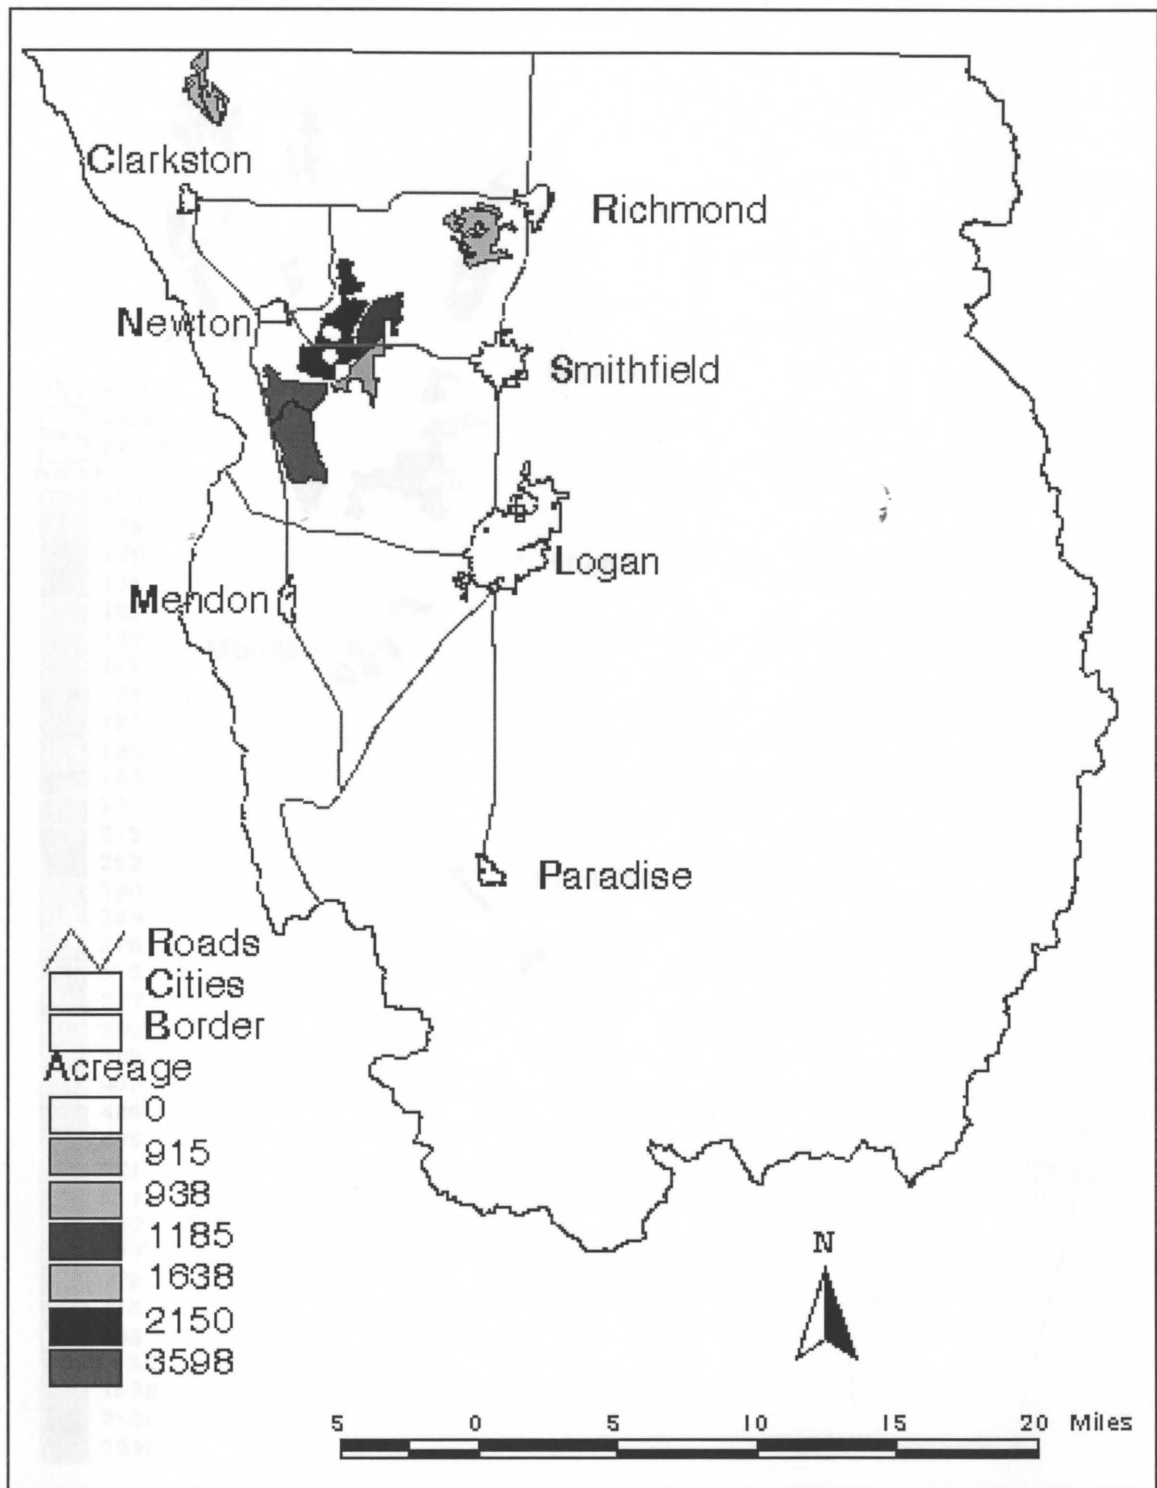 Clarkston
Richmond
Newton
Smithfield
Logan
Mendon
Paradise
Roads
Cities
Border
Acreage
0
915
938
1185
1638
2150
3598
N
5 0 5 10 15 20 Miles